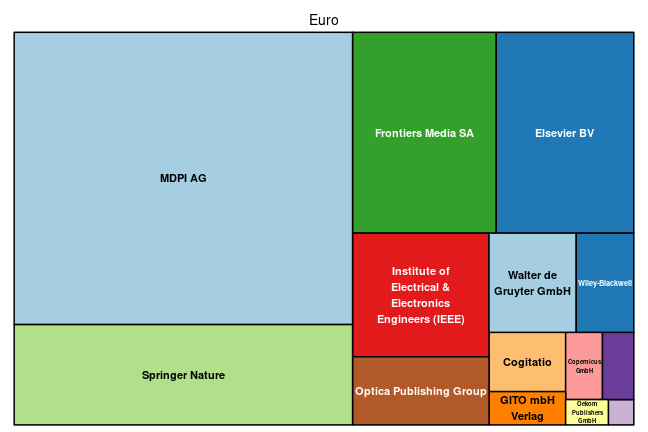 Euro
MDPI AG
Frontiers Media SA
Elsevier BV
Institute of
Electrical &
Electronics
Engineers (IEEE)
Walter de
Gruyter GmbH
Wiley-Blackwell
Springer Nature
Optica Publishing Group
Cogitatio
Copernicus
GmbH
GITO mbH
Verlag
Oekom
Publishers
GmbH